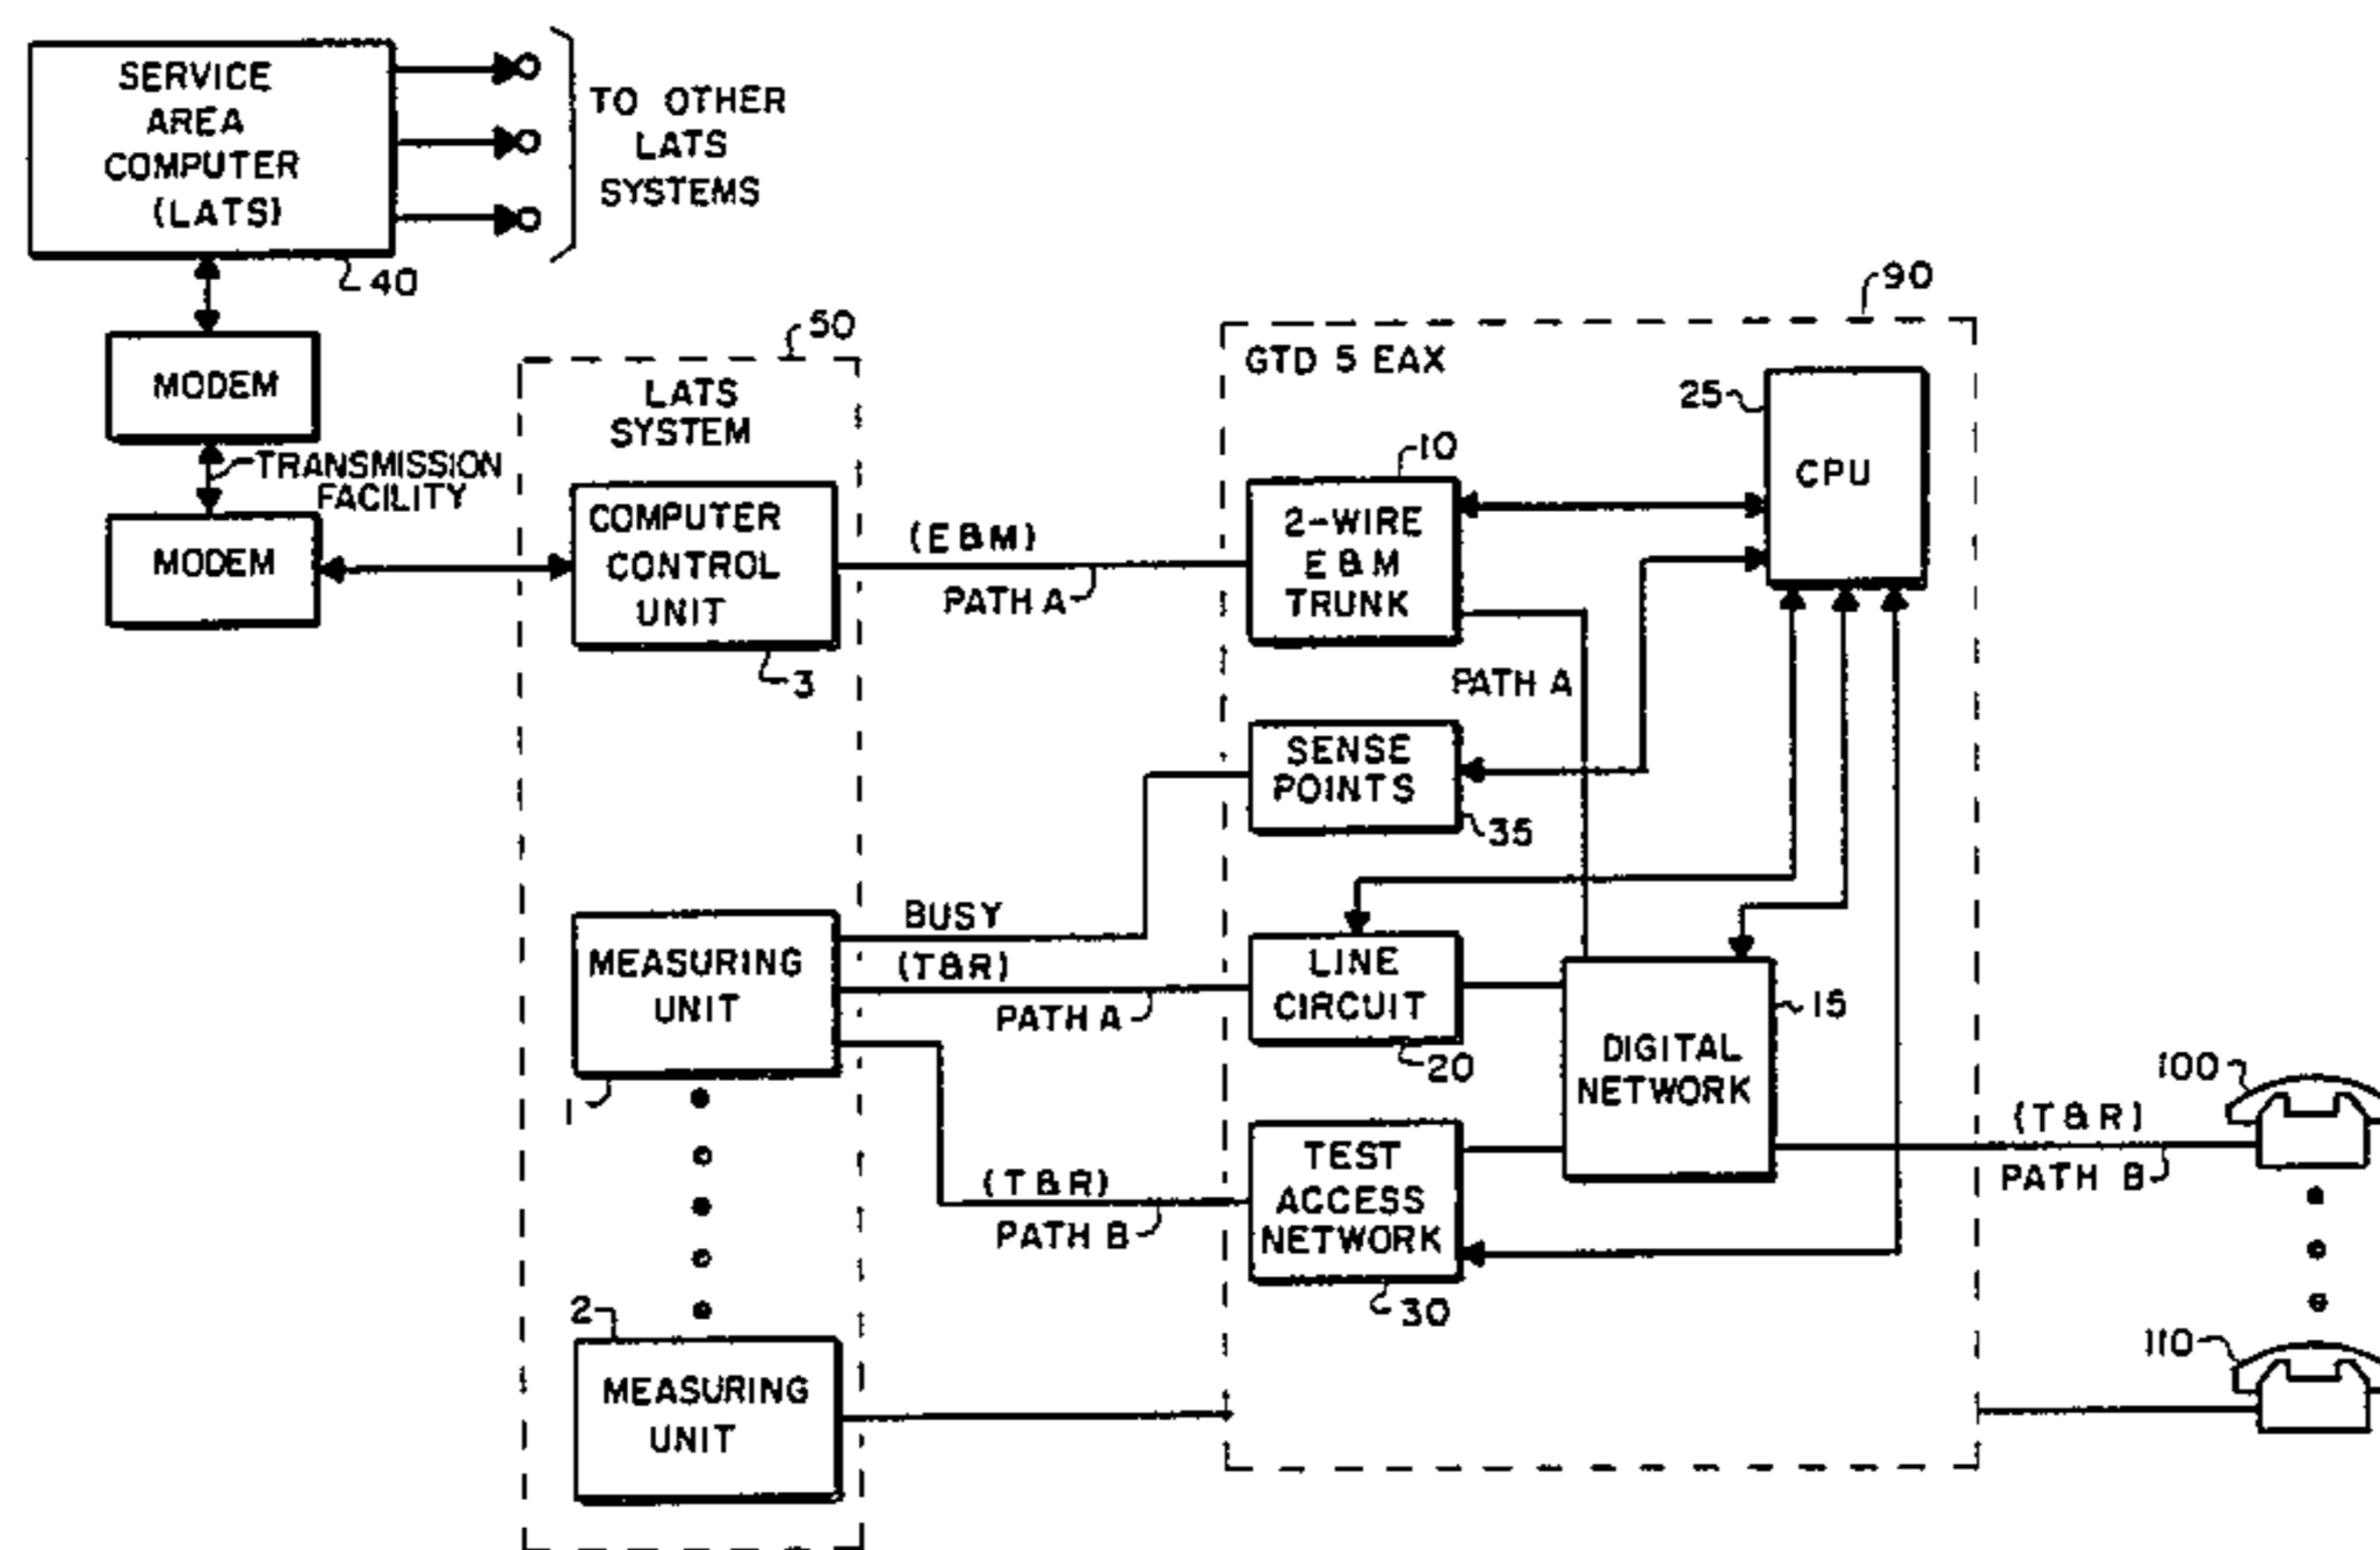 SERVICE
AREA
COMPUTER
(LATS)
TO OTHER
LATS
SYSTEMS
40
MODEM
TRANSMISSION
FACILITY
MODEM
50
LATS
SYSTEM
COMPUTER
CONTROL
UNIT
3
(E&M)
PATH A
90
GTD 5 EAX
10
2-WIRE
E&M
TRUNK
25
CPU
PATH A
SENSE
POINTS
35
BUSY
MEASURING
UNIT
1
(T&R)
PATH A
LINE
CIRCUIT
20
DIGITAL
NETWORK
15
(T&R)
PATH B
TEST
ACCESS
NETWORK
30
100
(T&R)
PATH B
2
MEASURING
UNIT
110